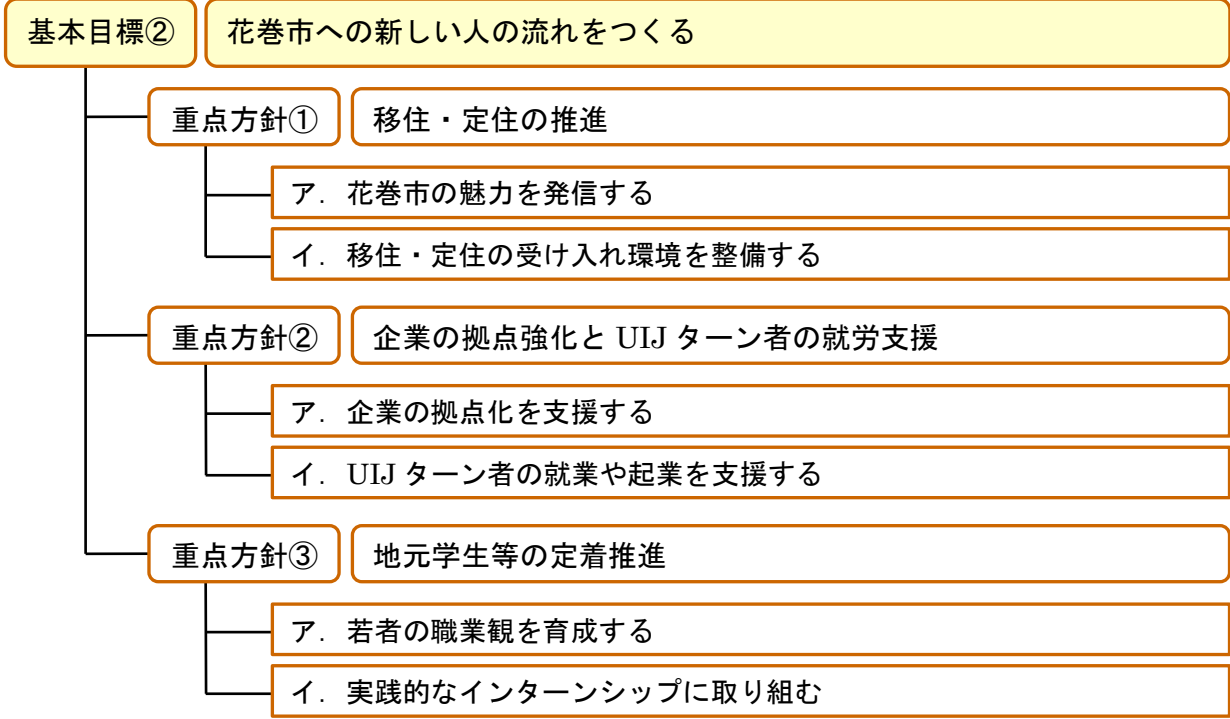 基本目標② 花巻市への新しい人の流れをつくる
重点方針① 移住・定住の推進
ア．花巻市の魅力を発信する
イ．移住・定住の受け入れ環境を整備する
重点方針② 企業の拠点強化と UIJ ターン者の就労支援
ア．企業の拠点化を支援する
イ．UIJ ターン者の就業や起業を支援する
重点方針③ 地元学生等の定着推進
ア．若者の職業観を育成する
イ．実践的なインターンシップに取り組む